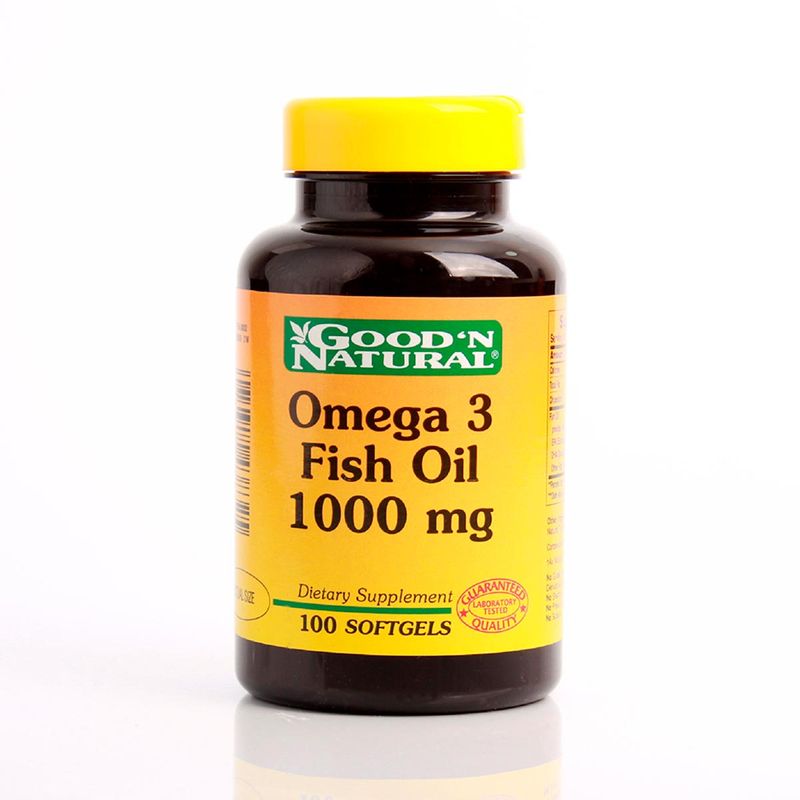 GOOD 'N
NATURAL®
Omega 3
Fish Oil
1000 mg
Dietary Supplement
100 SOFTGELS
GUARANTEED
LABORATORY
TESTED
QUALITY